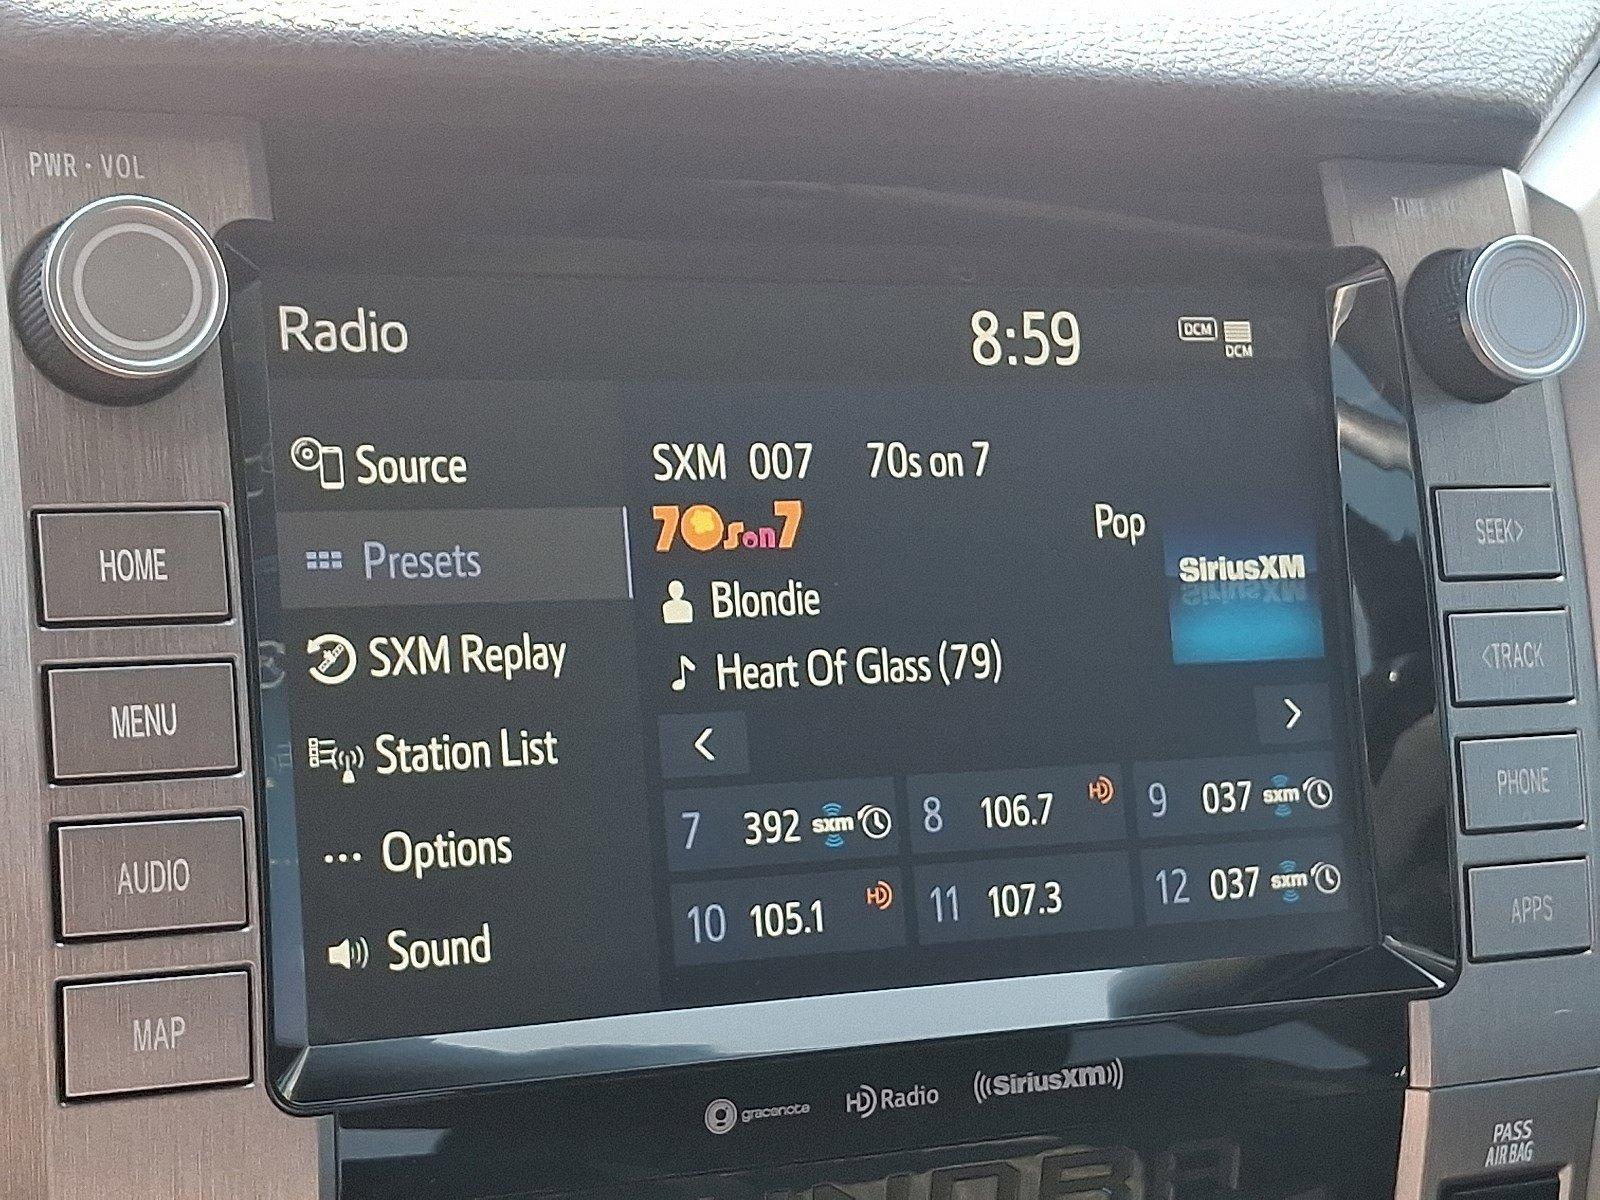 PWR · VOL
Radio
8:59
DCM
DCM
Source
SXM 007 70s on 7
70s on 7
Pop
SiriusXM
Presets
Blondie
SXM Replay
Heart Of Glass (79)
Station List
<
>
7 392 sxm
8 106.7 HD
9 037 sxm
Options
10 105.1 HD
11 107.3
12 037 sxm
Sound
HOME
MENU
AUDIO
MAP
SEEK>
<TRACK
PHONE
APPS
gracenote
HD Radio
((SiriusXM))
PASS
AIR BAG